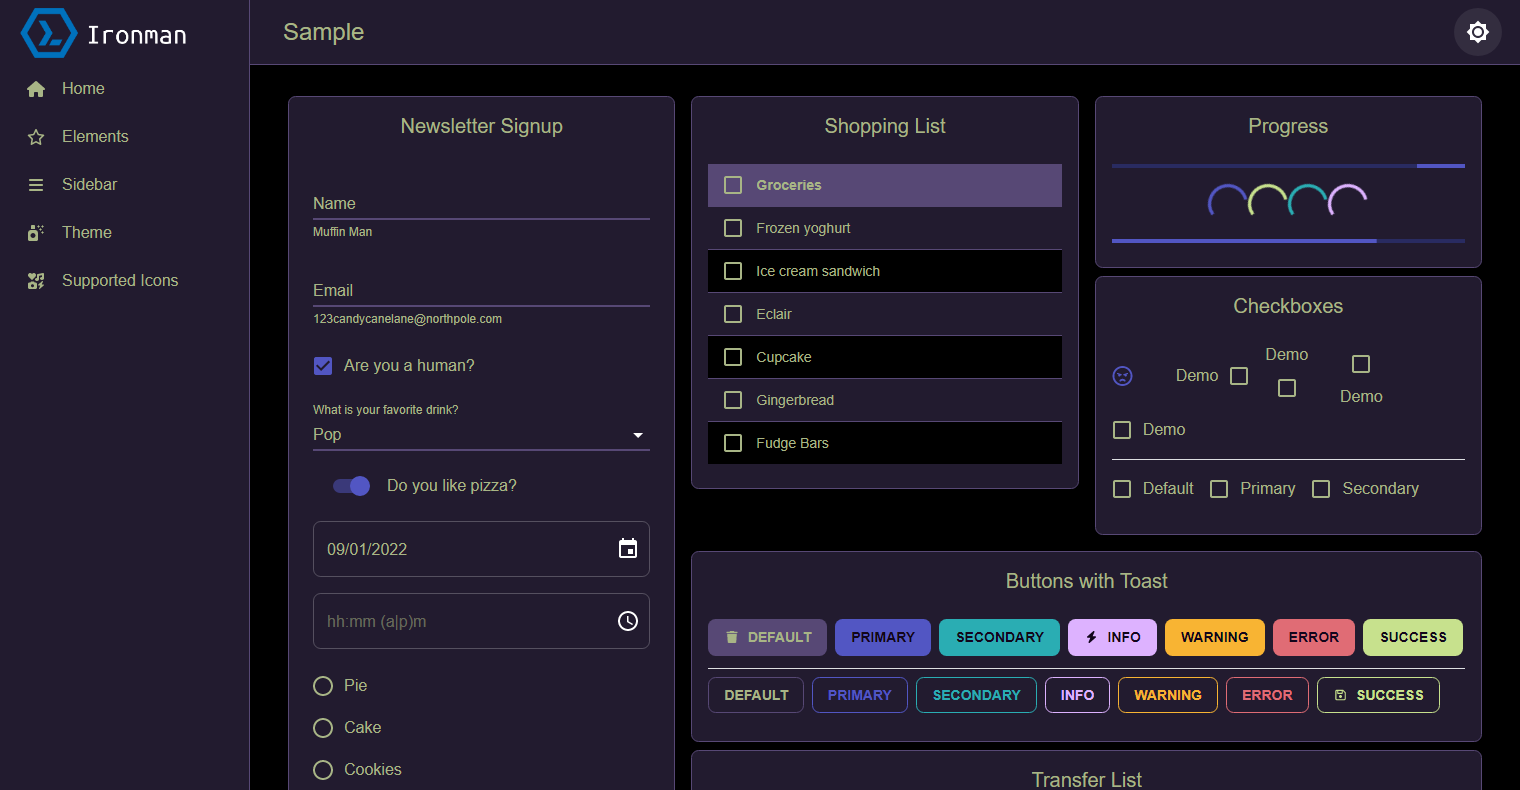 Ironman
Home
Elements
Sidebar
Theme
Supported Icons
Sample
Newsletter Signup
Name
Muffin Man
Email
123candycanelane@northpole.com
Are you a human?
What is your favorite drink?
Pop
Do you like pizza?
09/01/2022
hh:mm (a|p)m
Pie
Cake
Cookies
Shopping List
Groceries
Frozen yoghurt
Ice cream sandwich
Eclair
Cupcake
Gingerbread
Fudge Bars
Progress
Checkboxes
Demo
Demo
Demo
Demo
Default Primary Secondary
Buttons with Toast
DEFAULT PRIMARY SECONDARY INFO WARNING ERROR SUCCESS
DEFAULT PRIMARY SECONDARY INFO WARNING ERROR SUCCESS
Transfer List